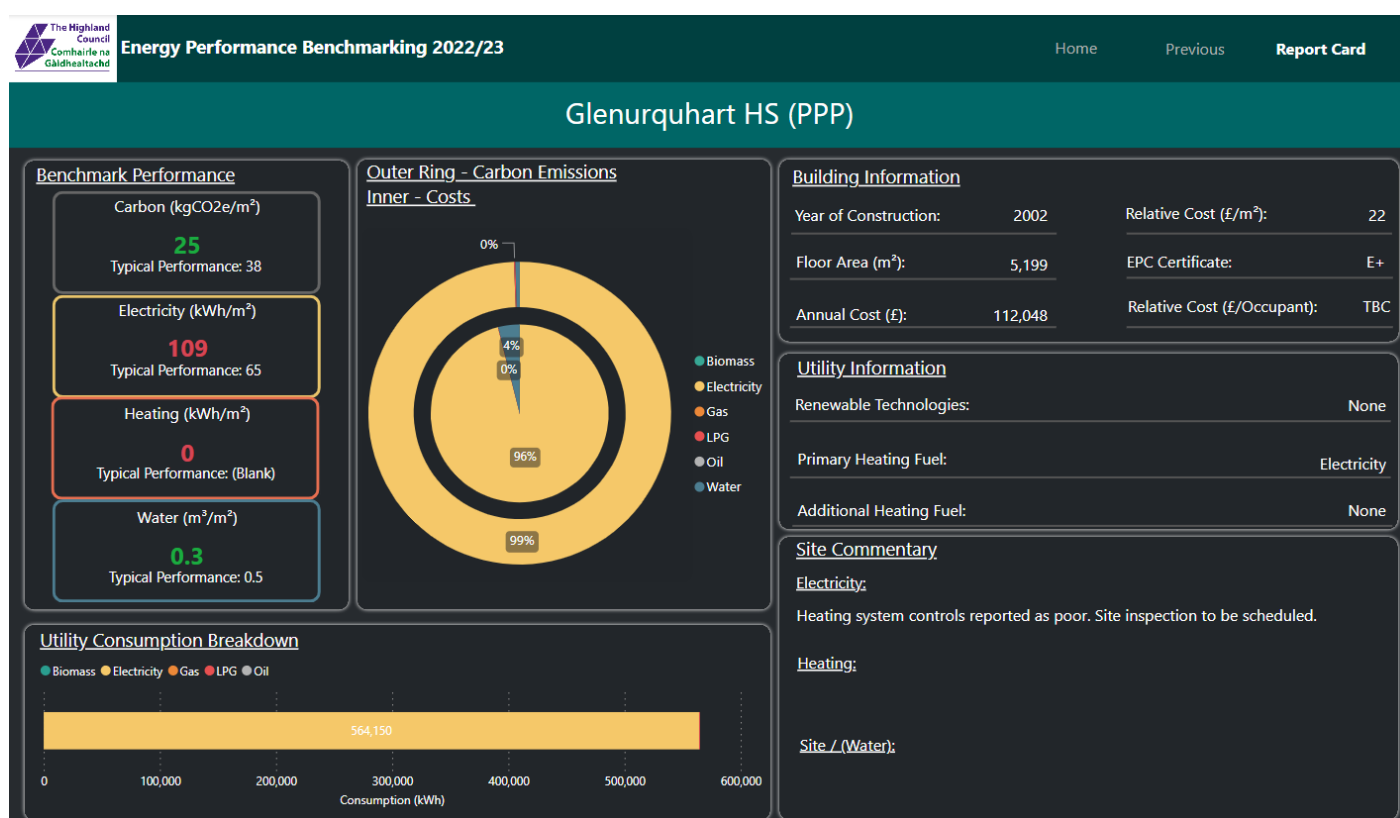 The Highland
Council
Comhairle na
Gàidhealtachd
Energy Performance Benchmarking 2022/23
Home
Previous
Report Card
Glenurquhart HS (PPP)
Benchmark Performance
Carbon (kgCO2e/m²)
25
Typical Performance: 38
Electricity (kWh/m²)
109
Typical Performance: 65
Heating (kWh/m²)
0
Typical Performance: (Blank)
Water (m³/m²)
0.3
Typical Performance: 0.5
Outer Ring - Carbon Emissions
Inner - Costs
0%
4%
0%
96%
99%
Biomass
Electricity
Gas
LPG
Oil
Water
Building Information
Year of Construction: 2002
Relative Cost (£/m²): 22
Floor Area (m²): 5,199
EPC Certificate: E+
Annual Cost (£): 112,048
Relative Cost (£/Occupant): TBC
Utility Information
Renewable Technologies: None
Primary Heating Fuel: Electricity
Additional Heating Fuel: None
Site Commentary
Electricity:
Heating system controls reported as poor. Site inspection to be scheduled.
Heating:
Site / (Water):
Utility Consumption Breakdown
Biomass Electricity Gas LPG Oil
564,150
0 100,000 200,000 300,000 400,000 500,000 600,000
Consumption (kWh)